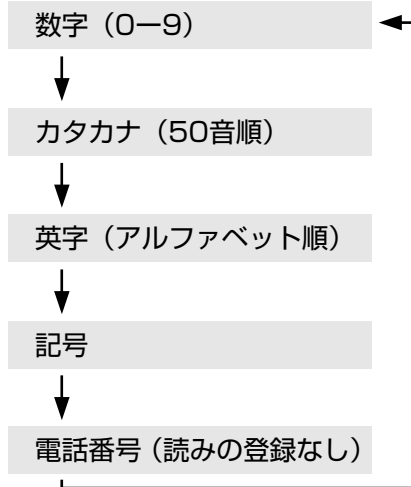 数字（0ー9）
カタカナ（50音順）
英字（アルファベット順）
記号
電話番号（読みの登録なし）